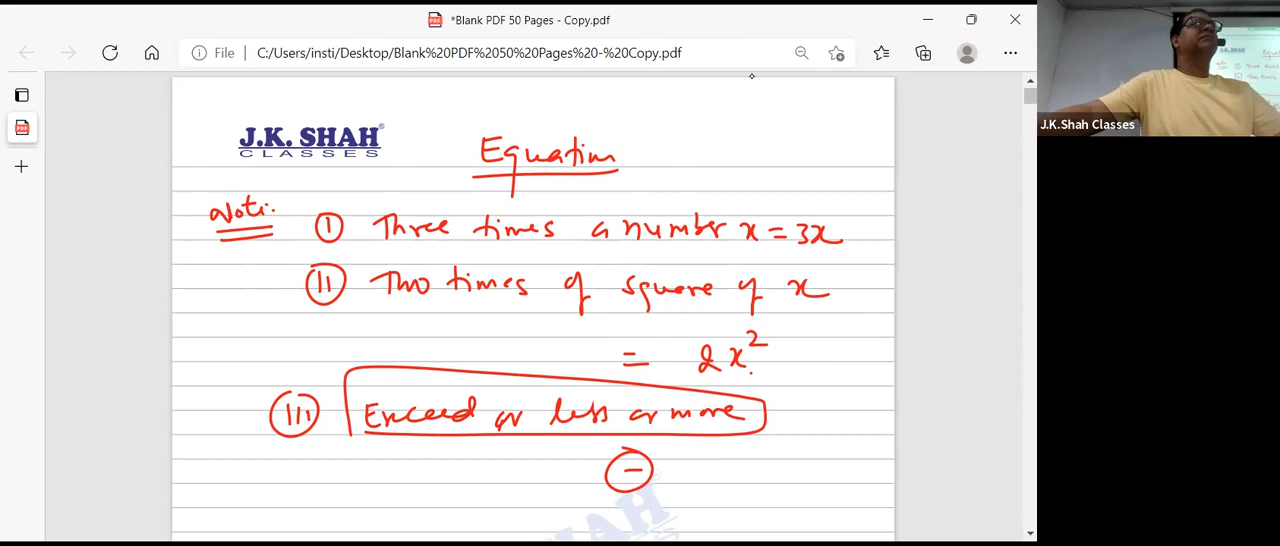 *Blank PDF 50 Pages - Copy.pdf
File C:/Users/insti/Desktop/Blank%20PDF%2050%20Pages%20-%20Copy.pdf
J.K.Shah Classes
J.K. SHAH®
CLASSES
Equation
Note:
① Three times a number x = 3x
② Two times of square of x
= 2x²
③ Exceed or less or more
−
SHAH